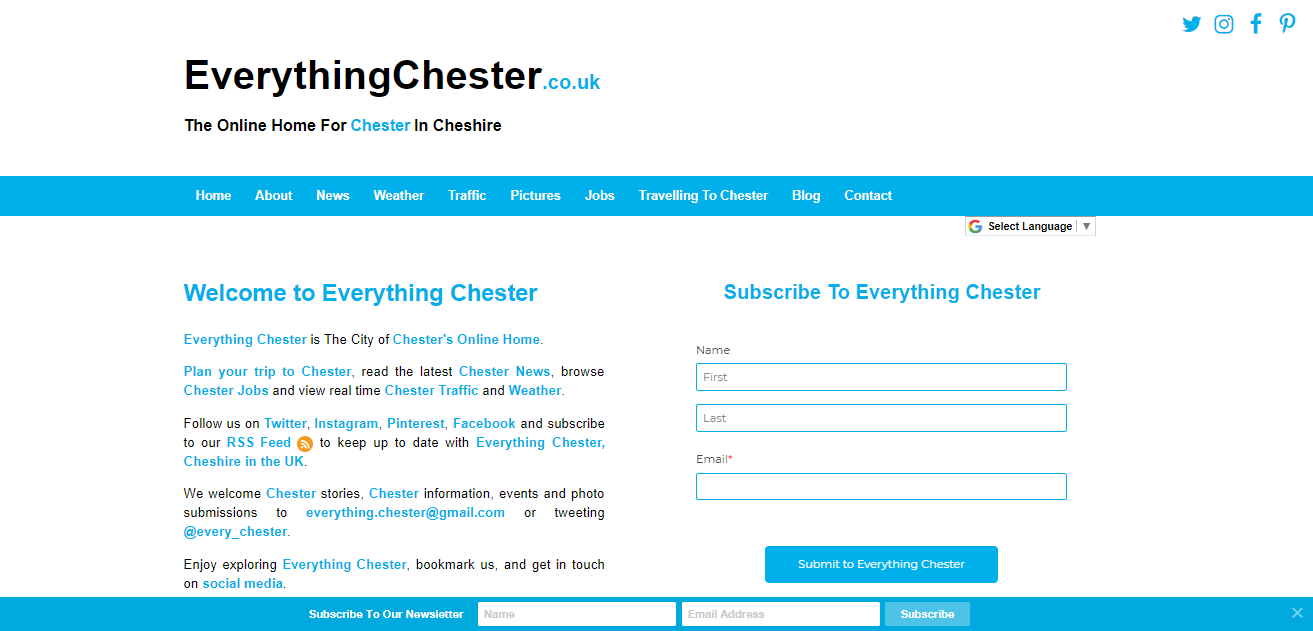 EverythingChester.co.uk
The Online Home For Chester In Cheshire
Home About News Weather Traffic Pictures Jobs Travelling To Chester Blog Contact
Select Language ▼
Welcome to Everything Chester
Everything Chester is The City of Chester's Online Home.
Plan your trip to Chester, read the latest Chester News, browse
Chester Jobs and view real time Chester Traffic and Weather.
Follow us on Twitter, Instagram, Pinterest, Facebook and subscribe
to our RSS Feed to keep up to date with Everything Chester,
Cheshire in the UK.
We welcome Chester stories, Chester information, events and photo
submissions to everything.chester@gmail.com or tweeting
@every_chester.
Enjoy exploring Everything Chester, bookmark us, and get in touch
on social media.
Subscribe To Everything Chester
Name
First
Last
Email*
Submit to Everything Chester
Subscribe To Our Newsletter Name Email Address Subscribe ×